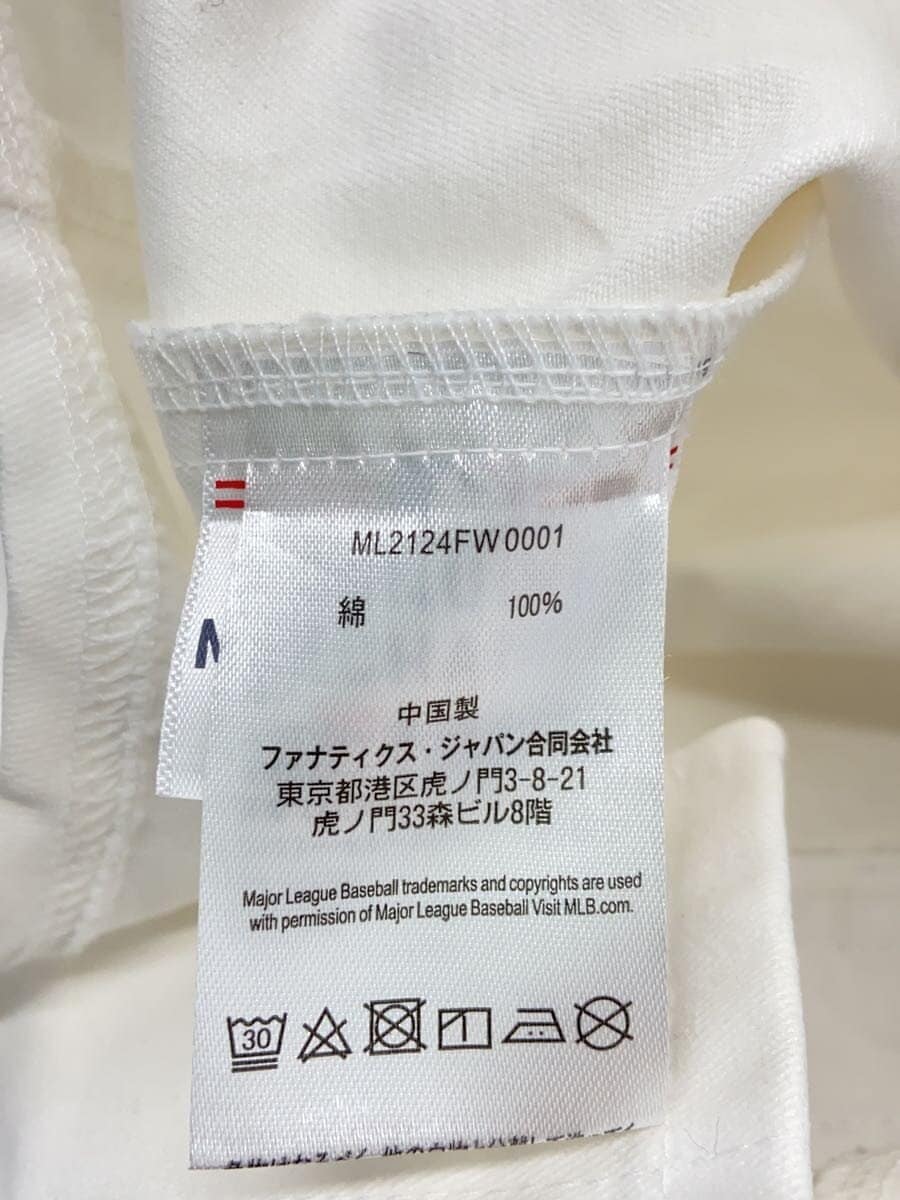 ML2124FW0001
綿 100%
中国製
ファナティクス・ジャパン合同会社
東京都港区虎ノ門3-8-21
虎ノ門33森ビル8階
Major League Baseball trademarks and copyrights are used
with permission of Major League Baseball Visit MLB.com.
30